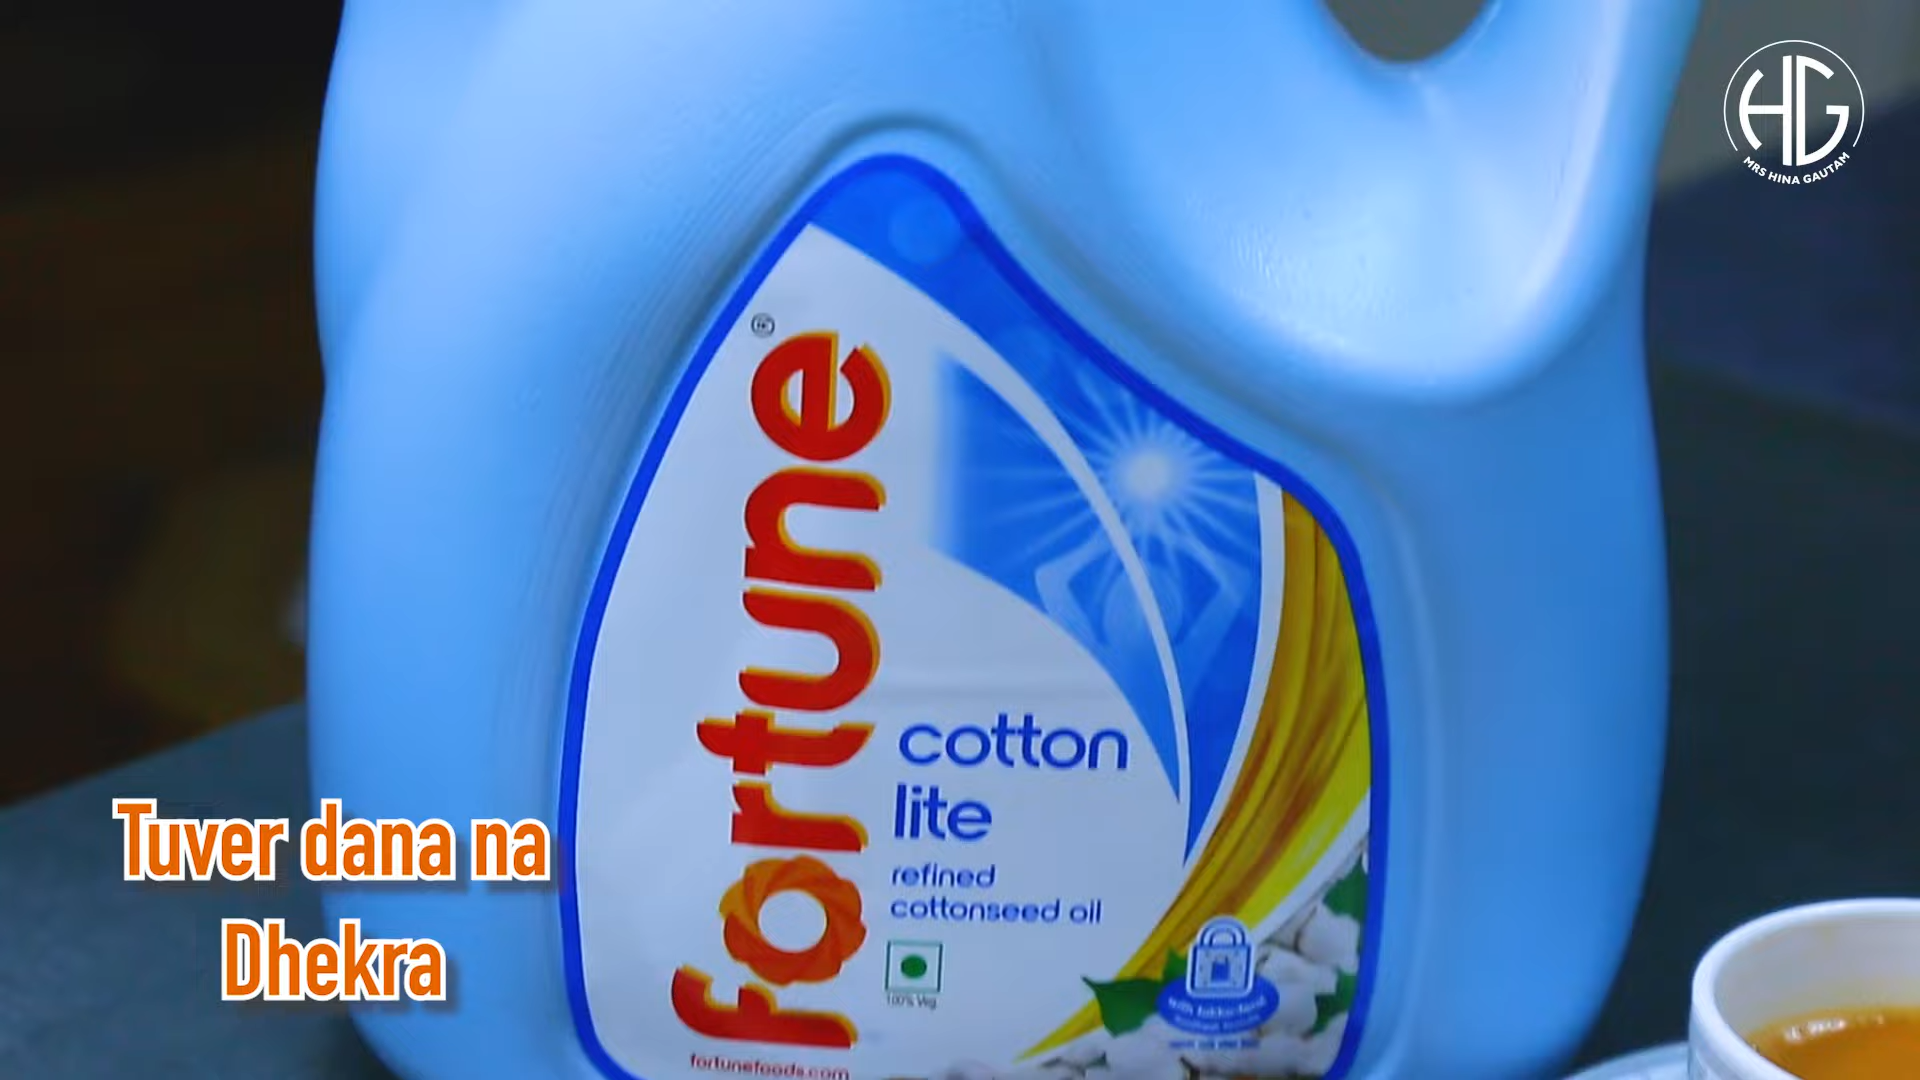 HG
MRS HINA GAUTAM
fortune
cotton
lite
refined
cottonseed oil
100% Veg
fortunefoods.com
Tuver dana na
Dhekra